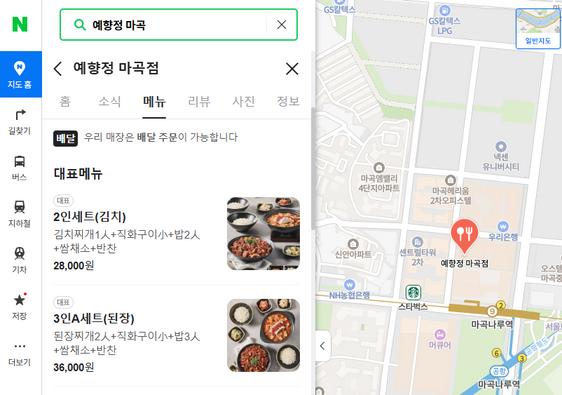 N
예향정 마곡
지도 홈
길찾기
버스
지하철
기차
저장
더보기
예향정 마곡점
홈
소식
메뉴
리뷰
사진
정보
배달 우리 매장은 배달 주문이 가능합니다
대표메뉴
대표
2인세트(김치)
김치찌개1人+직화구이小+밥2人
+쌈채소+반찬
28,000원
대표
3인A세트(된장)
된장찌개2人+직화구이小+밥3人
+쌈채소+반찬
36,000원
GS칼텍스
GS칼텍스
LPG
일반지도
넥센
유니버시티
마곡엠밸리
4단지아파트
마곡헤리움
2차오피스텔
우리은행
신안아파트
센트럴타워
2차
예향정 마곡점
NH농협은행
스타벅스
9
2
마곡나루역
머큐어
6
공항
3
마곡나루역